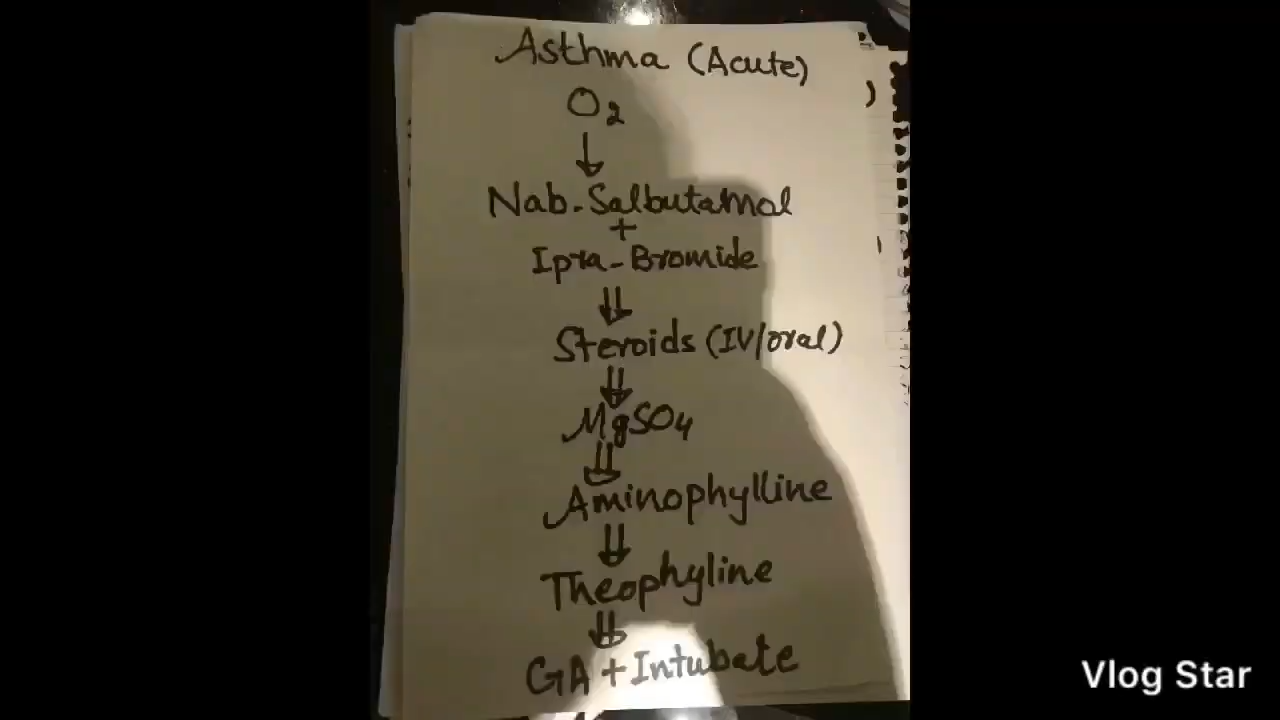 Asthma (Acute)
O2
↓
Nab-Salbutamol
+
Ipra-Bromide
⇓
Steroids (IV/oral)
⇓
MgSO4
⇓
Aminophylline
⇓
Theophyline
⇓
GA + Intubate
Vlog Star